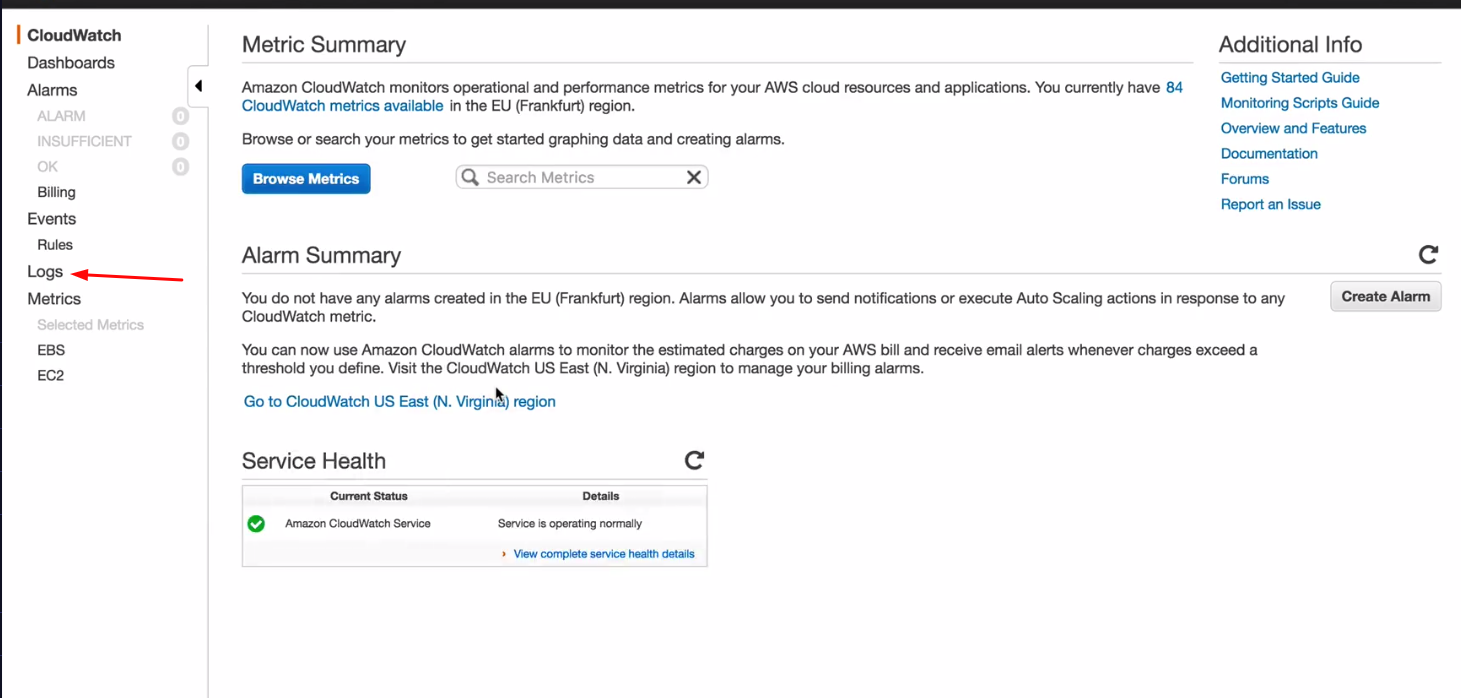 CloudWatch
Dashboards
Alarms
ALARM 0
INSUFFICIENT 0
OK 0
Billing
Events
Rules
Logs
Metrics
Selected Metrics
EBS
EC2
Metric Summary
Amazon CloudWatch monitors operational and performance metrics for your AWS cloud resources and applications. You currently have 84
CloudWatch metrics available in the EU (Frankfurt) region.
Browse or search your metrics to get started graphing data and creating alarms.
Browse Metrics
Search Metrics
Alarm Summary
You do not have any alarms created in the EU (Frankfurt) region. Alarms allow you to send notifications or execute Auto Scaling actions in response to any
CloudWatch metric.
Create Alarm
You can now use Amazon CloudWatch alarms to monitor the estimated charges on your AWS bill and receive email alerts whenever charges exceed a
threshold you define. Visit the CloudWatch US East (N. Virginia) region to manage your billing alarms.
Go to CloudWatch US East (N. Virginia) region
Service Health
Current Status Details
Amazon CloudWatch Service Service is operating normally
View complete service health details
Additional Info
Getting Started Guide
Monitoring Scripts Guide
Overview and Features
Documentation
Forums
Report an Issue